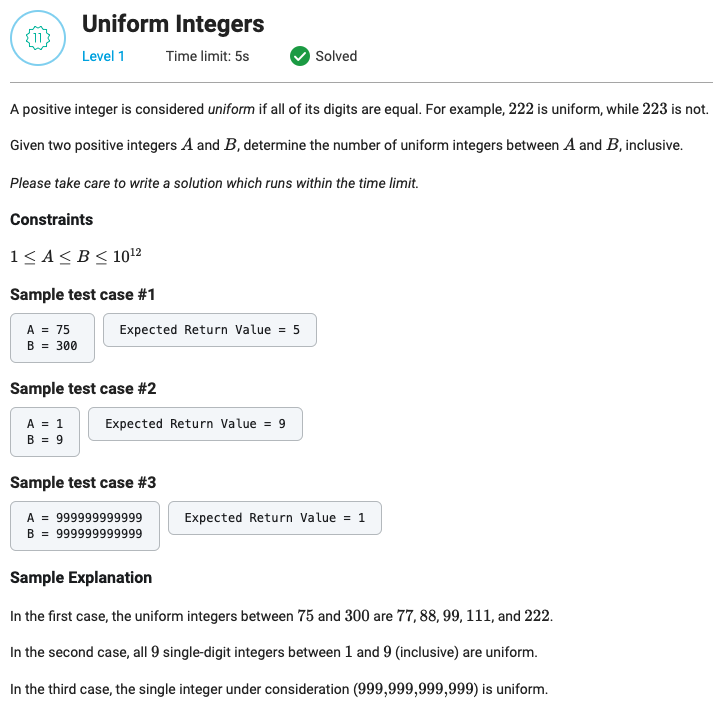 11
Uniform Integers
Level 1 Time limit: 5s Solved
A positive integer is considered uniform if all of its digits are equal. For example, 222 is uniform, while 223 is not.
Given two positive integers A and B, determine the number of uniform integers between A and B, inclusive.
Please take care to write a solution which runs within the time limit.
Constraints
1 ≤ A ≤ B ≤ 10¹²
Sample test case #1
A = 75
B = 300
Expected Return Value = 5
Sample test case #2
A = 1
B = 9
Expected Return Value = 9
Sample test case #3
A = 999999999999
B = 999999999999
Expected Return Value = 1
Sample Explanation
In the first case, the uniform integers between 75 and 300 are 77, 88, 99, 111, and 222.
In the second case, all 9 single-digit integers between 1 and 9 (inclusive) are uniform.
In the third case, the single integer under consideration (999,999,999,999) is uniform.